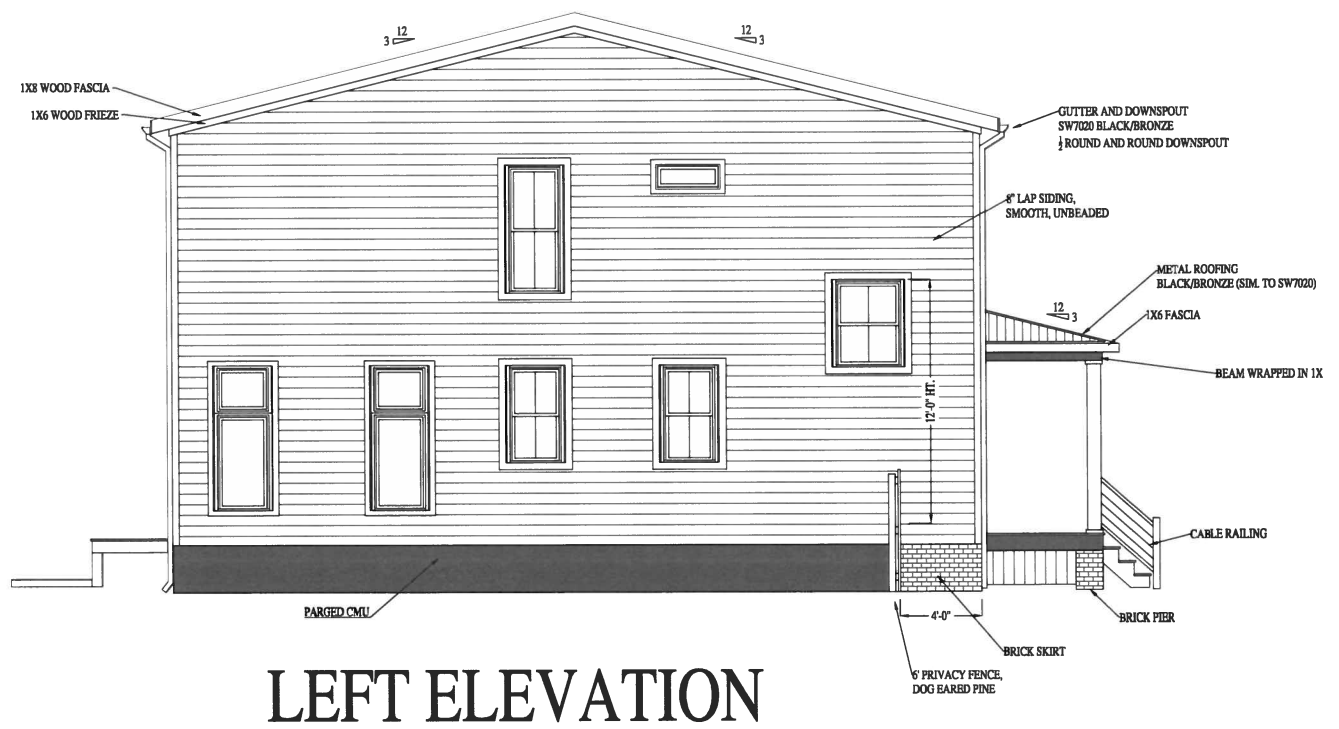 12
3
12
3
1X8 WOOD FASCIA
1X6 WOOD FRIEZE
GUTTER AND DOWNSPOUT
SW7020 BLACK/BRONZE
½ ROUND AND ROUND DOWNSPOUT
8" LAP SIDING,
SMOOTH, UNBEADED
METAL ROOFING
BLACK/BRONZE (SIM. TO SW7020)
12
3
1X6 FASCIA
BEAM WRAPPED IN 1X
12'-0" HT.
CABLE RAILING
PARGED CMU
4'-0"
BRICK PIER
BRICK SKIRT
6' PRIVACY FENCE,
DOG EARED PINE
LEFT ELEVATION